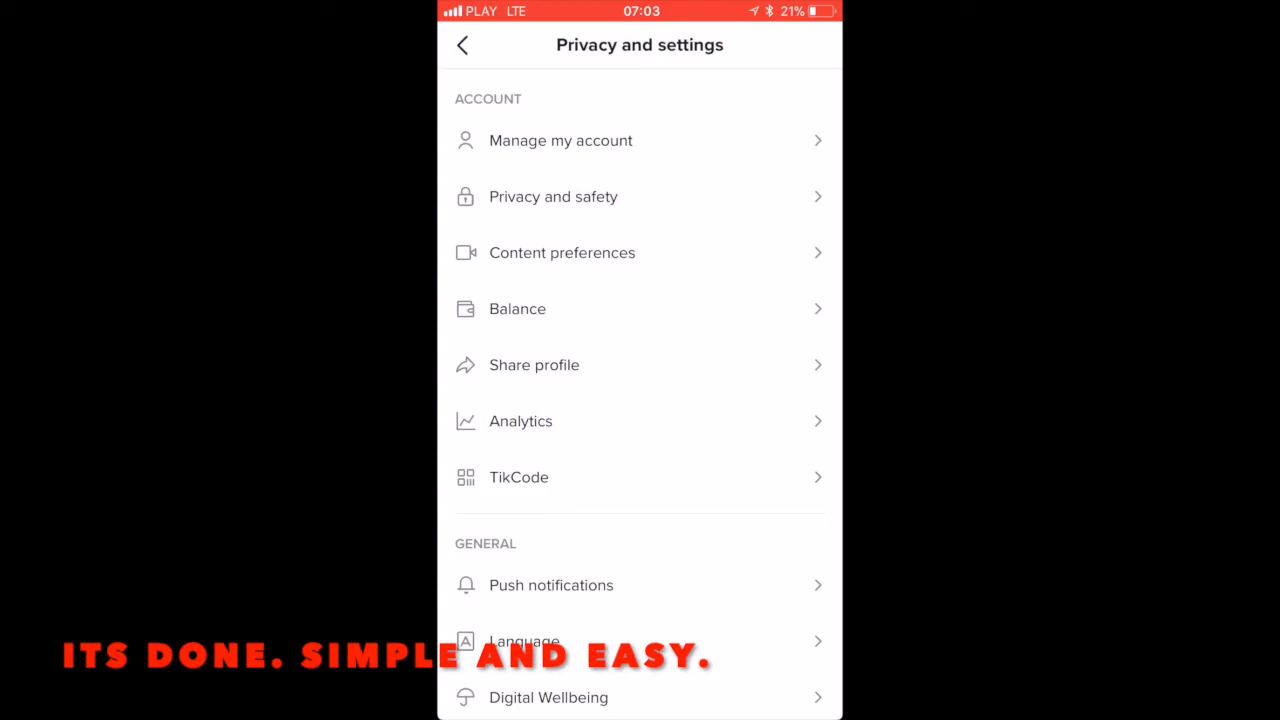 PLAY LTE 07:03 21%
Privacy and settings
ACCOUNT
Manage my account
Privacy and safety
Content preferences
Balance
Share profile
Analytics
TikCode
GENERAL
Push notifications
Language
ITS DONE. SIMPLE AND EASY.
Digital Wellbeing